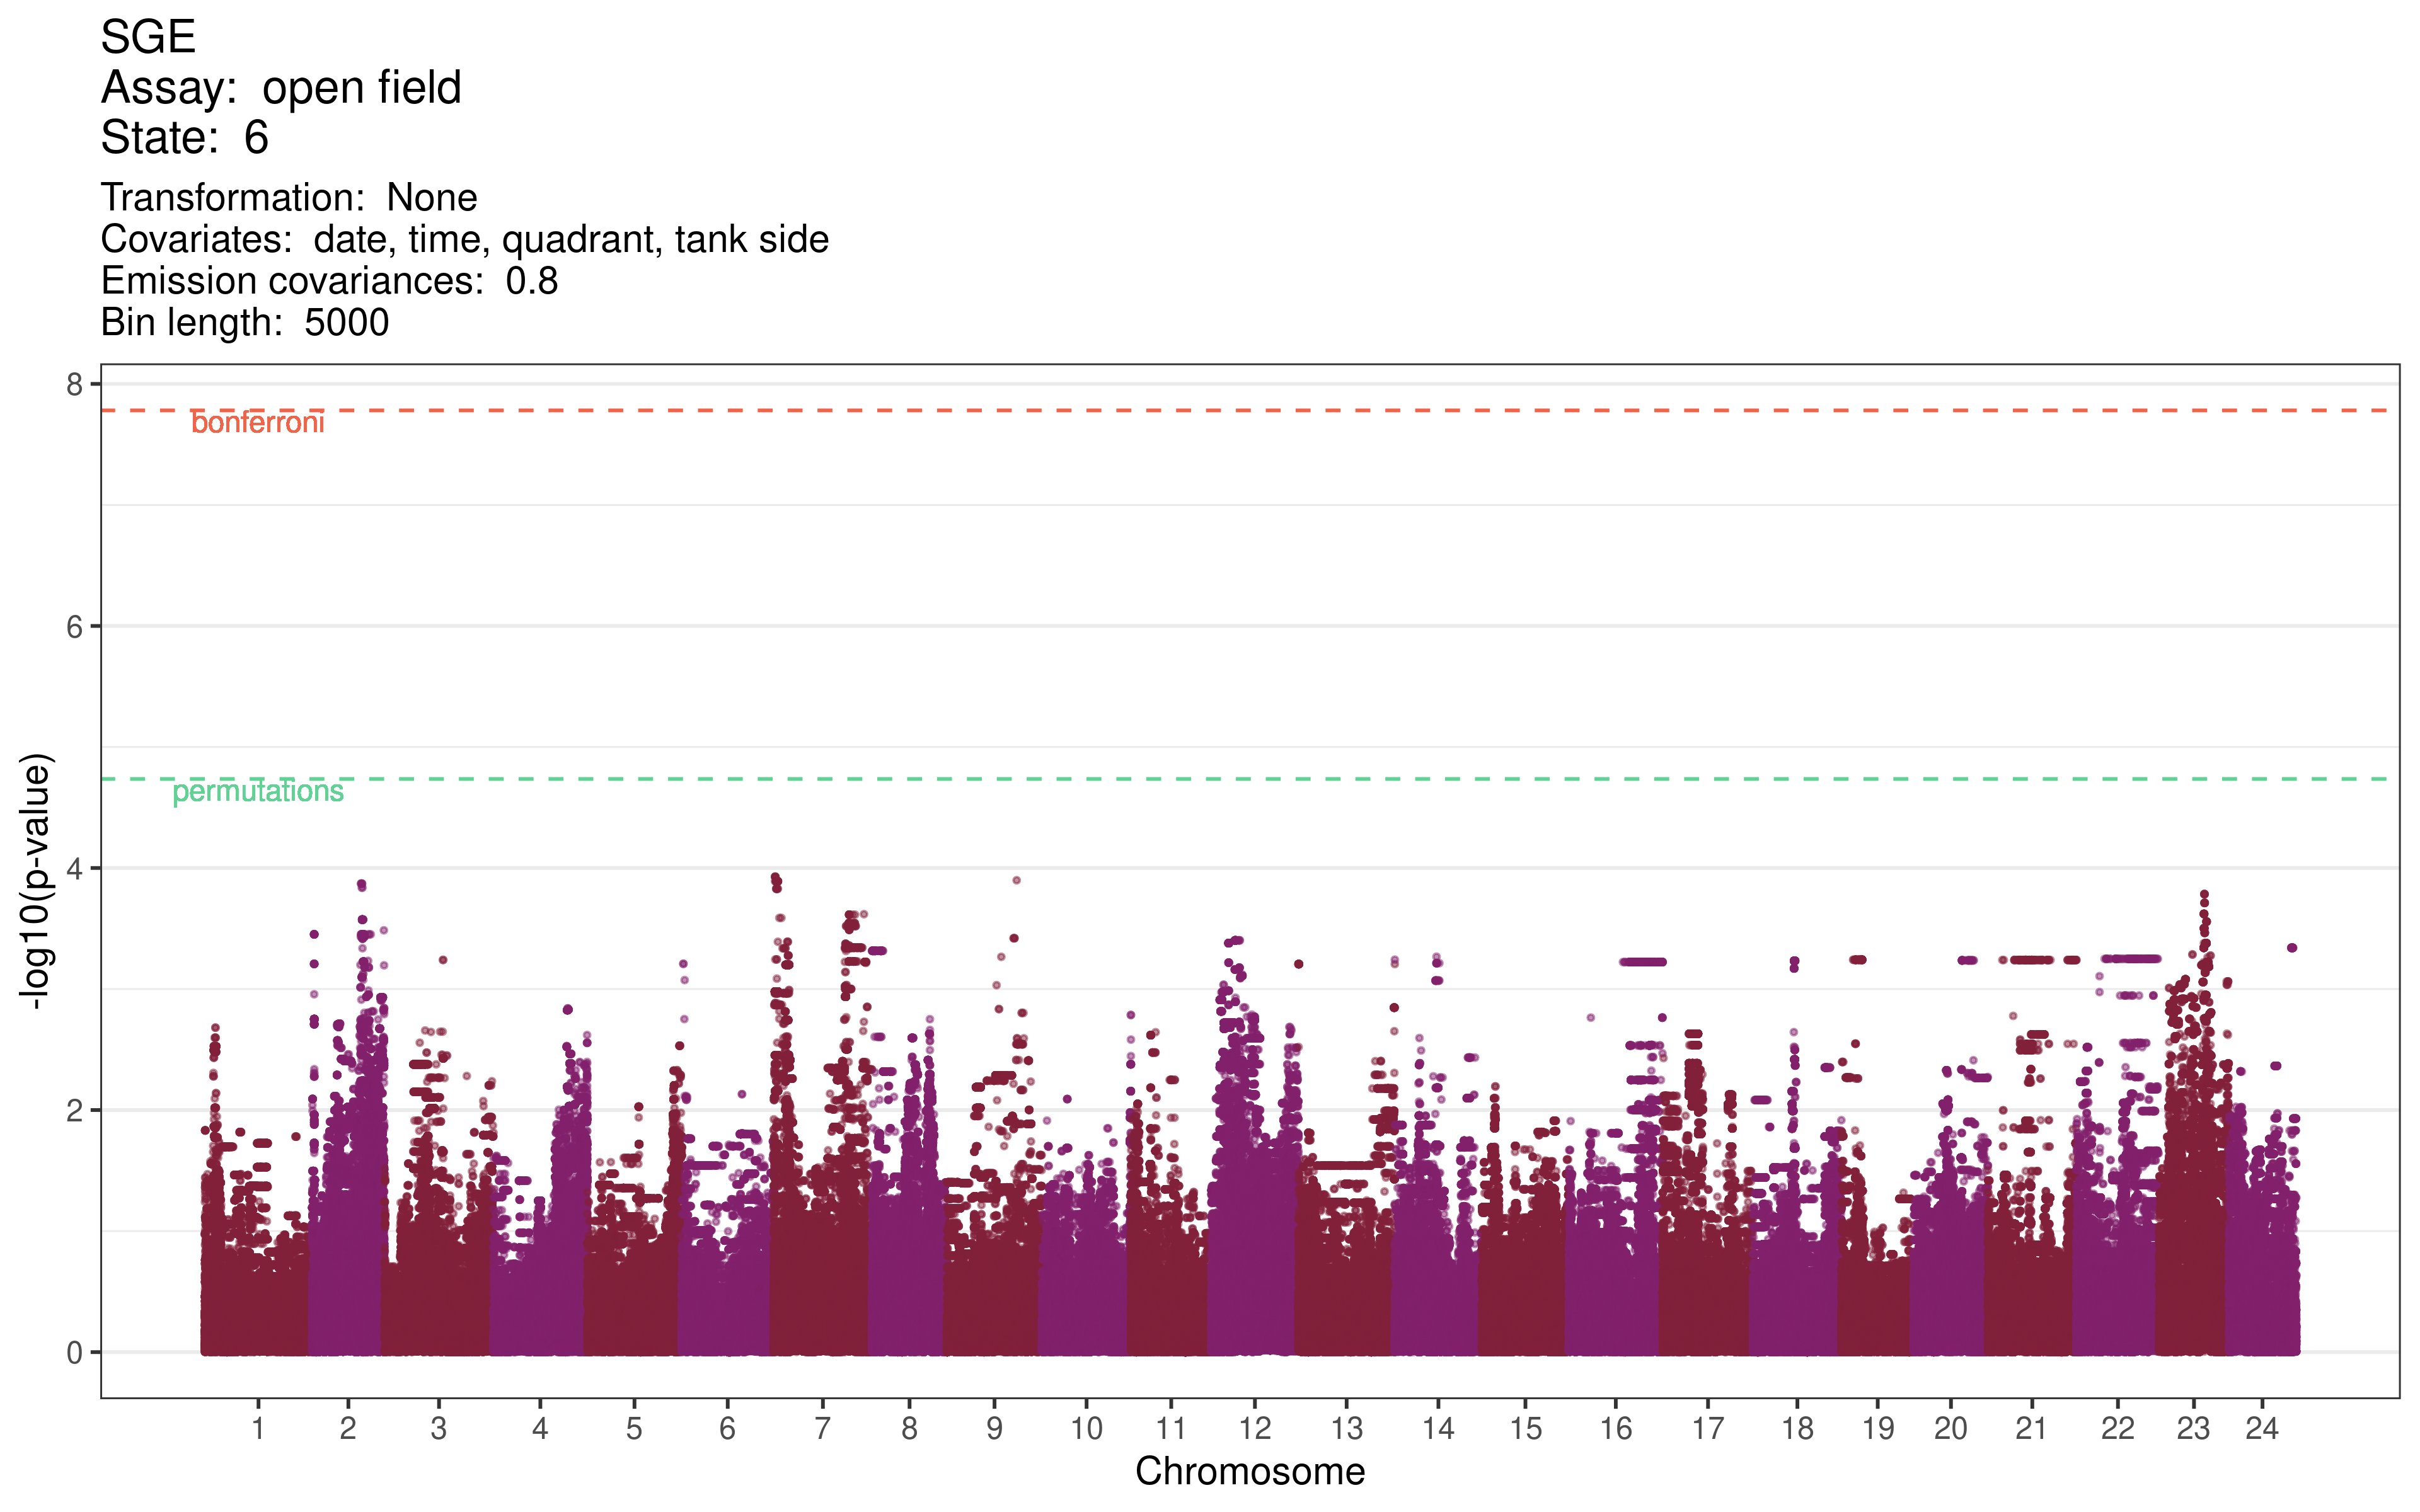 SGE
Assay:  open field
State:  6
Transformation:  None
Covariates:  date, time, quadrant, tank side
Emission covariances:  0.8
Bin length:  5000
8
bonferroni
6
permutations
4
2
0
-log10(p-value)
1 2 3 4 5 6 7 8 9 10 11 12 13 14 15 16 17 18 19 20 21 22 23 24
Chromosome